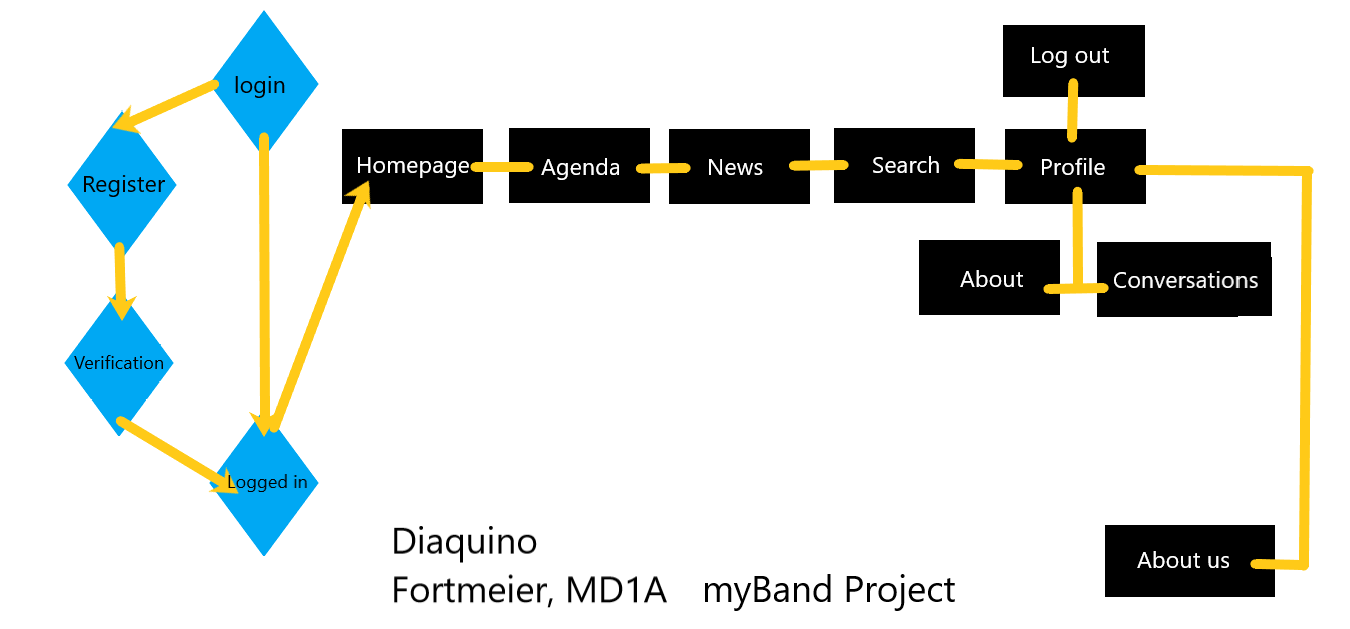 login
Register
Verification
Logged in
Homepage
Agenda
News
Search
Profile
Log out
About
Conversations
About us
Diaquino
Fortmeier, MD1A myBand Project